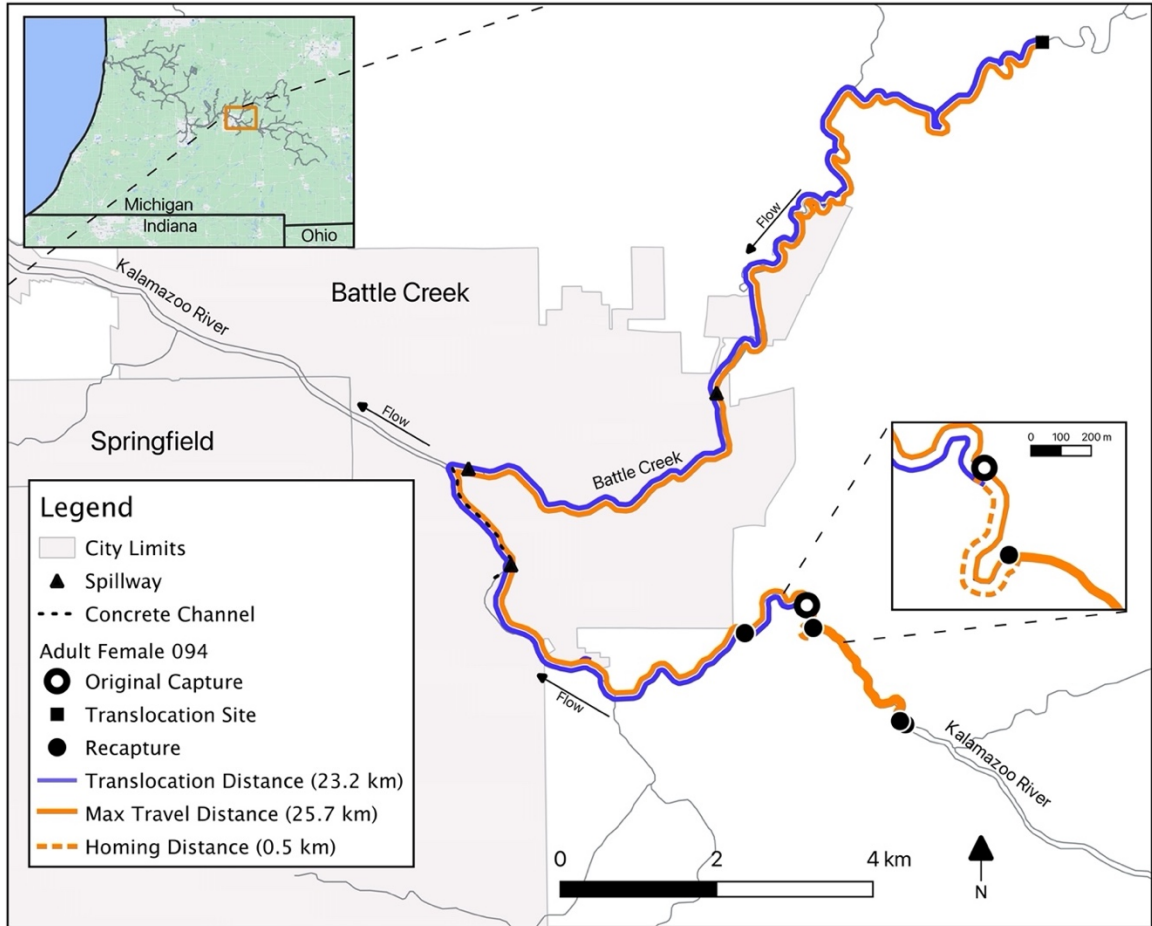 Michigan
Indiana
Ohio
Kalamazoo River
Battle Creek
Flow
Flow
Springfield
Battle Creek
0 100 200 m
Legend
City Limits
Spillway
Concrete Channel
Adult Female 094
Original Capture
Translocation Site
Recapture
Translocation Distance (23.2 km)
Max Travel Distance (25.7 km)
Homing Distance (0.5 km)
Flow
Kalamazoo River
0 2 4 km
N